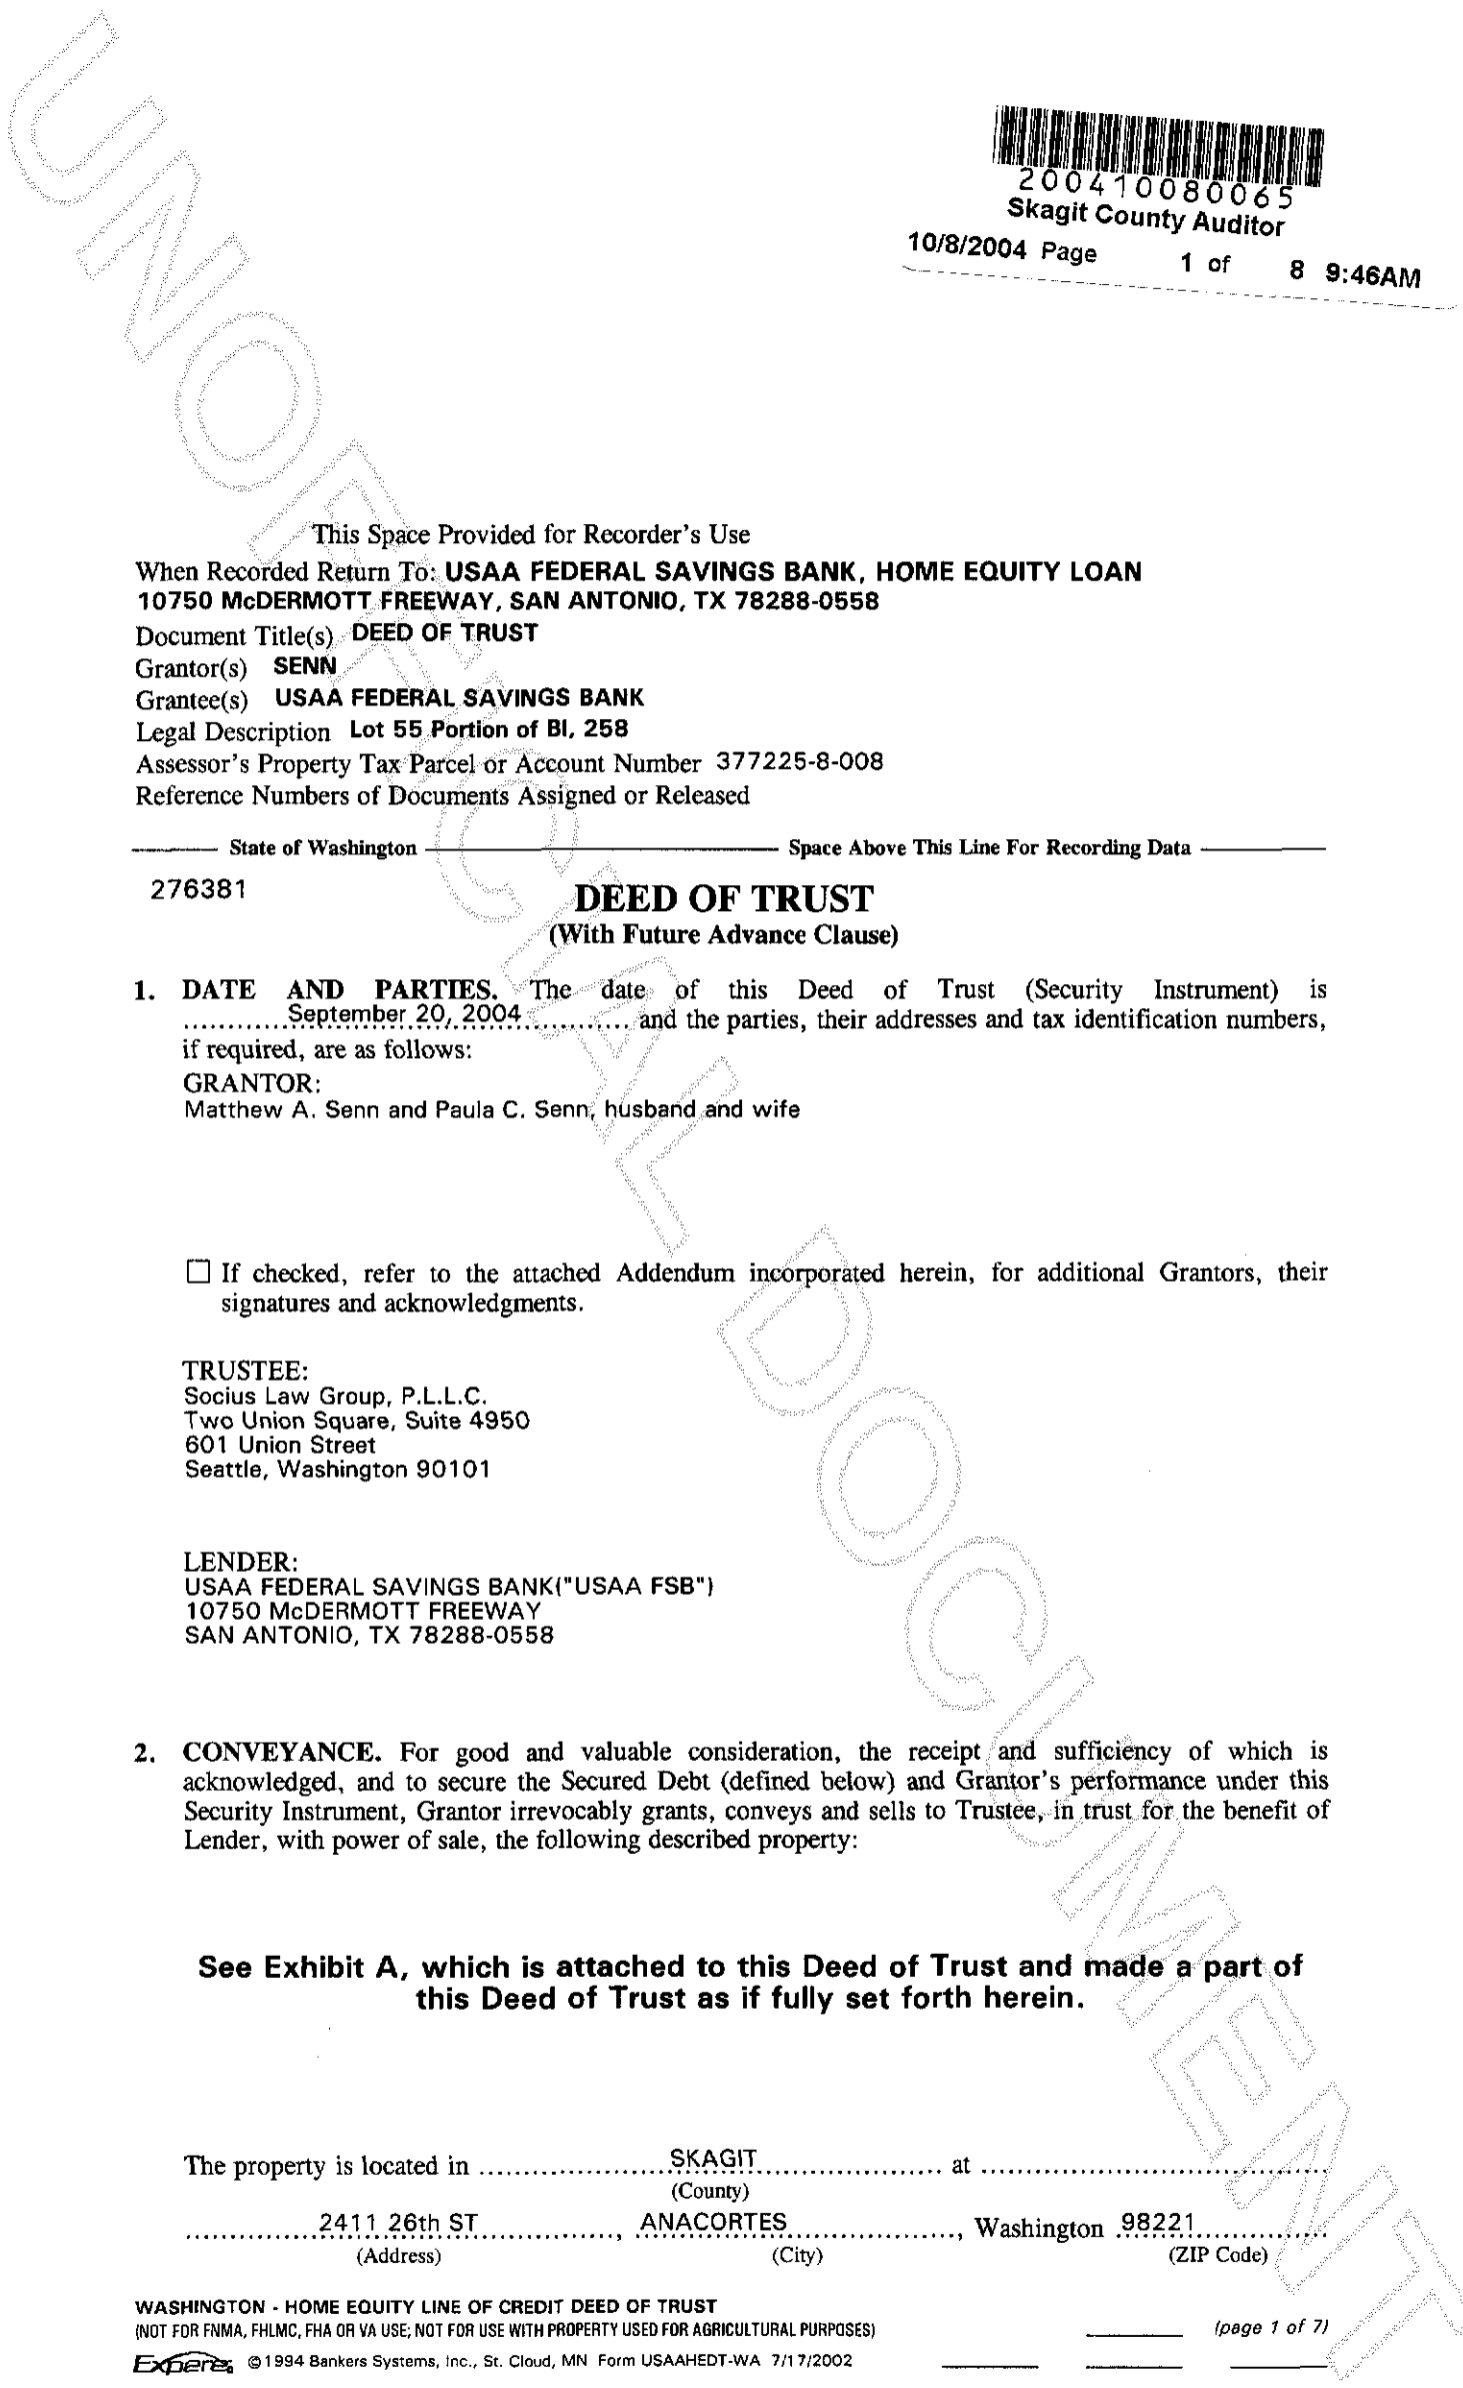 200410080065
Skagit County Auditor
10/8/2004 Page 1 of 8 9:46AM
This Space Provided for Recorder's Use
When Recorded Return To: USAA FEDERAL SAVINGS BANK, HOME EQUITY LOAN
10750 McDERMOTT FREEWAY, SAN ANTONIO, TX 78288-0558
Document Title(s) DEED OF TRUST
Grantor(s) SENN
Grantee(s) USAA FEDERAL SAVINGS BANK
Legal Description Lot 55 Portion of Bl, 258
Assessor's Property Tax Parcel or Account Number 377225-8-008
Reference Numbers of Documents Assigned or Released
State of Washington Space Above This Line For Recording Data
276381
DEED OF TRUST
(With Future Advance Clause)
1. DATE AND PARTIES. The date of this Deed of Trust (Security Instrument) is
September 20, 2004 and the parties, their addresses and tax identification numbers,
if required, are as follows:
GRANTOR:
Matthew A. Senn and Paula C. Senn, husband and wife
☐ If checked, refer to the attached Addendum incorporated herein, for additional Grantors, their
signatures and acknowledgments.
TRUSTEE:
Socius Law Group, P.L.L.C.
Two Union Square, Suite 4950
601 Union Street
Seattle, Washington 90101
LENDER:
USAA FEDERAL SAVINGS BANK("USAA FSB")
10750 McDERMOTT FREEWAY
SAN ANTONIO, TX 78288-0558
2. CONVEYANCE. For good and valuable consideration, the receipt and sufficiency of which is
acknowledged, and to secure the Secured Debt (defined below) and Grantor's performance under this
Security Instrument, Grantor irrevocably grants, conveys and sells to Trustee, in trust for the benefit of
Lender, with power of sale, the following described property:
See Exhibit A, which is attached to this Deed of Trust and made a part of
this Deed of Trust as if fully set forth herein.
The property is located in SKAGIT at
(County)
2411 26th ST, ANACORTES, Washington 98221
(Address) (City) (ZIP Code)
WASHINGTON - HOME EQUITY LINE OF CREDIT DEED OF TRUST
(NOT FOR FNMA, FHLMC, FHA OR VA USE; NOT FOR USE WITH PROPERTY USED FOR AGRICULTURAL PURPOSES)
(page 1 of 7)
Experes © 1994 Bankers Systems, Inc., St. Cloud, MN Form USAAHEDT-WA 7/17/2002
UNOFFICIAL DOCUMENT